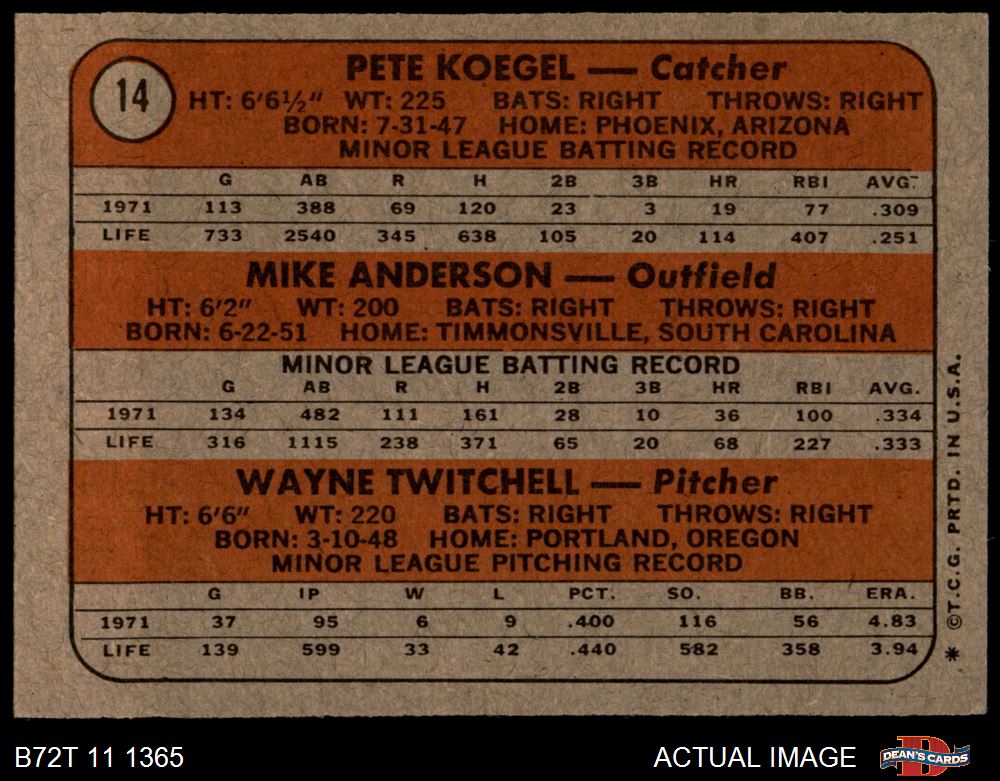 14
PETE KOEGEL — Catcher
HT: 6'6½" WT: 225 BATS: RIGHT THROWS: RIGHT
BORN: 7-31-47 HOME: PHOENIX, ARIZONA
MINOR LEAGUE BATTING RECORD
G AB R H 2B 3B HR RBI AVG.
1971 113 388 69 120 23 3 19 77 .309
LIFE 733 2540 345 638 105 20 114 407 .251
MIKE ANDERSON — Outfield
HT: 6'2" WT: 200 BATS: RIGHT THROWS: RIGHT
BORN: 6-22-51 HOME: TIMMONSVILLE, SOUTH CAROLINA
MINOR LEAGUE BATTING RECORD
G AB R H 2B 3B HR RBI AVG.
1971 134 482 111 161 28 10 36 100 .334
LIFE 316 1115 238 371 65 20 68 227 .333
WAYNE TWITCHELL — Pitcher
HT: 6'6" WT: 220 BATS: RIGHT THROWS: RIGHT
BORN: 3-10-48 HOME: PORTLAND, OREGON
MINOR LEAGUE PITCHING RECORD
G IP W L PCT. SO. BB. ERA.
1971 37 95 6 9 .400 116 56 4.83
LIFE 139 599 33 42 .440 582 358 3.94
* ©T.C.G. PRTD. IN U.S.A.
B72T 11 1365
ACTUAL IMAGE
D
DEAN'S CARDS